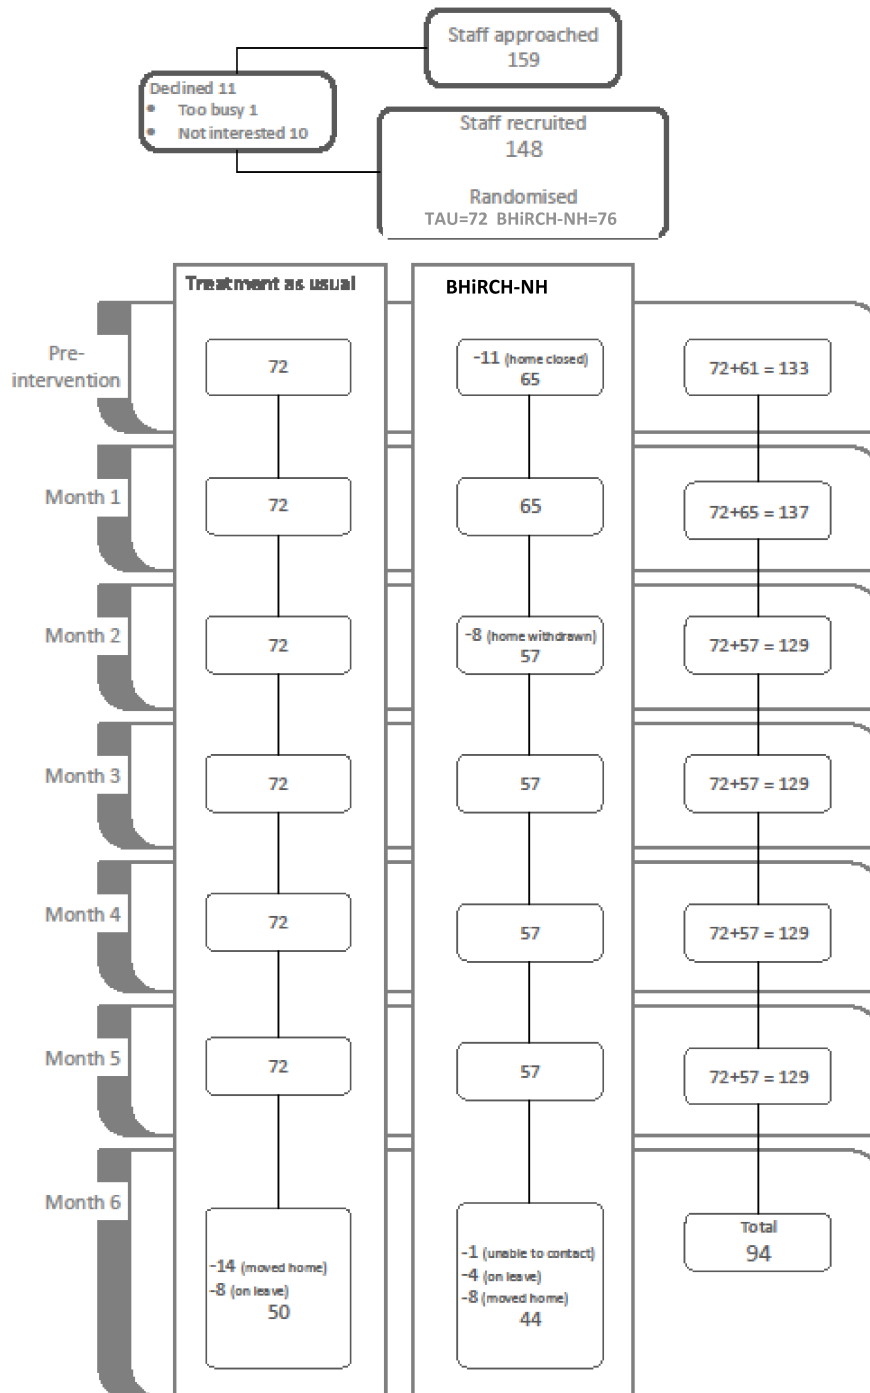 Staff approached
159
Declined 11
• Too busy 1
• Not interested 10
Staff recruited
148
Randomised
TAU=72 BHiRCH-NH=76
Treatment as usual
BHiRCH-NH
Pre-
intervention
72
-11 (home closed)
65
72+61 = 133
Month 1
72
65
72+65 = 137
Month 2
72
-8 (home withdrawn)
57
72+57 = 129
Month 3
72
57
72+57 = 129
Month 4
72
57
72+57 = 129
Month 5
72
57
72+57 = 129
Month 6
-14 (moved home)
-8 (on leave)
50
-1 (unable to contact)
-4 (on leave)
-8 (moved home)
44
Total
94